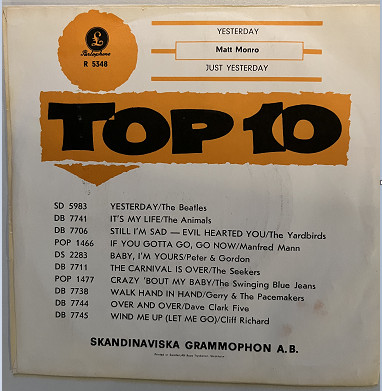 YESTERDAY
Parlophone
Matt Monro
R 5348
JUST YESTERDAY
TOP 10
SD 5983 YESTERDAY/The Beatles
DB 7741 IT'S MY LIFE/The Animals
DB 7706 STILL I'M SAD — EVIL HEARTED YOU/The Yardbirds
POP 1466 IF YOU GOTTA GO, GO NOW/Manfred Mann
DS 2283 BABY, I'M YOURS/Peter & Gordon
DB 7711 THE CARNIVAL IS OVER/The Seekers
POP 1477 CRAZY 'BOUT MY BABY/The Swinging Blue Jeans
DB 7738 WALK HAND IN HAND/Gerry & The Pacemakers
DB 7744 OVER AND OVER/Dave Clark Five
DB 7745 WIND ME UP (LET ME GO)/Cliff Richard
SKANDINAVISKA GRAMMOPHON A.B.